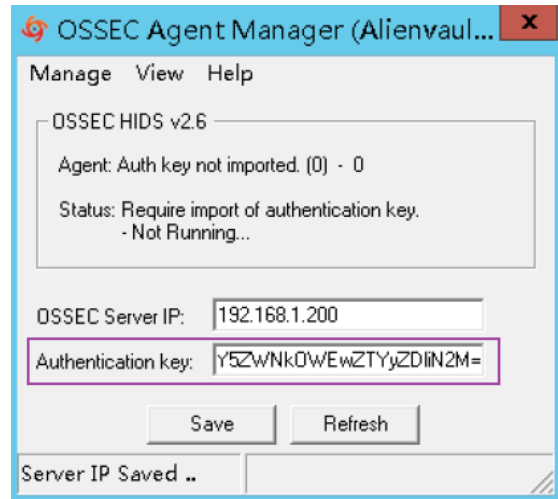 OSSEC Agent Manager (Alienvaul...
Manage View Help
OSSEC HIDS v2.6
Agent: Auth key not imported. (0) - 0
Status: Require import of authentication key.
- Not Running...
OSSEC Server IP: 192.168.1.200
Authentication key: Y5ZWNkOWEwZTYyZDliN2M=
Save Refresh
Server IP Saved ..